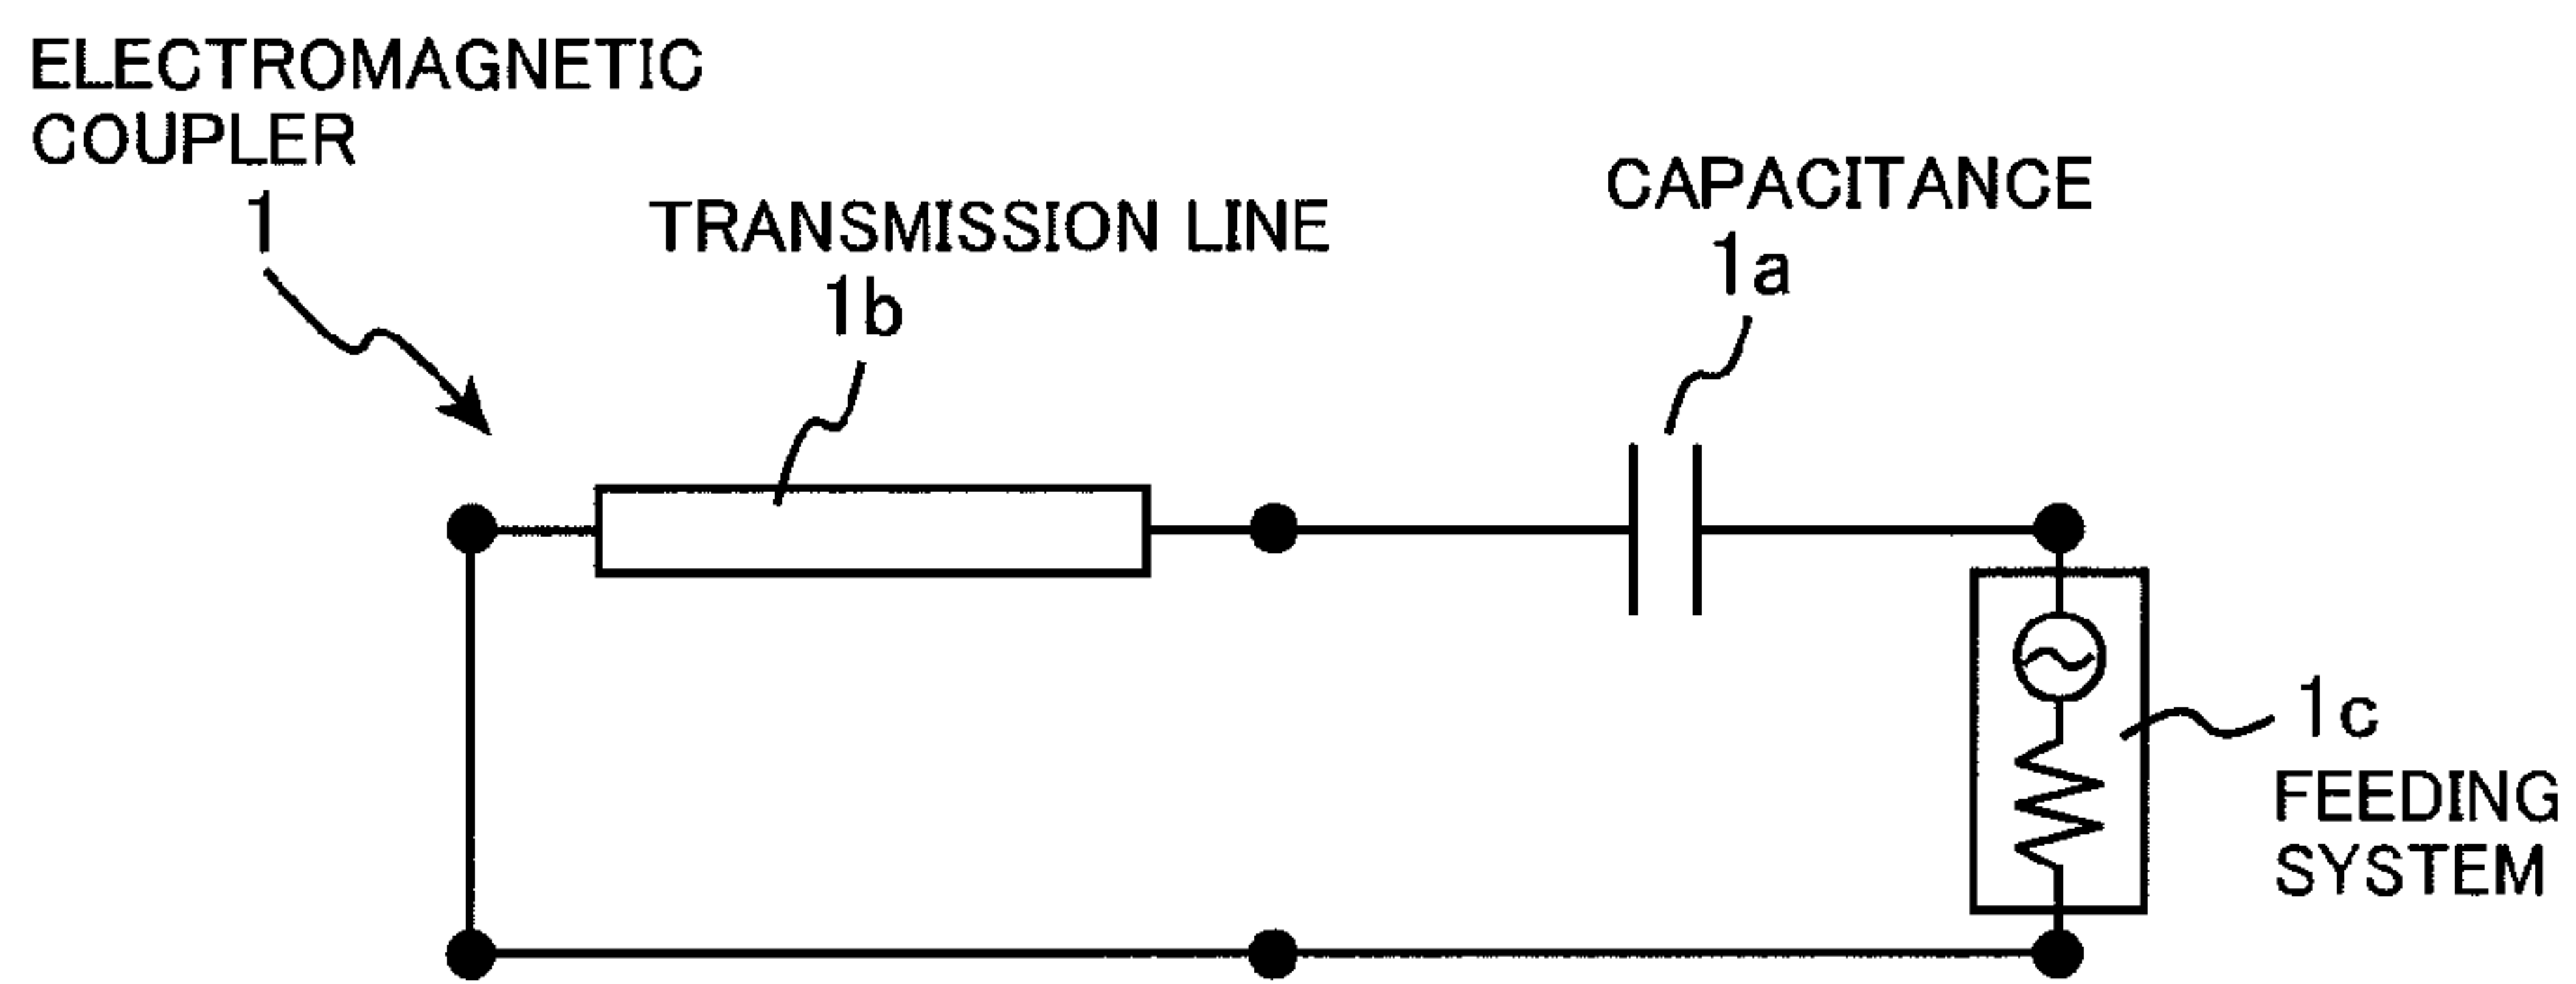 ELECTROMAGNETIC
COUPLER
1
TRANSMISSION LINE
1b
CAPACITANCE
1a
1c
FEEDING
SYSTEM